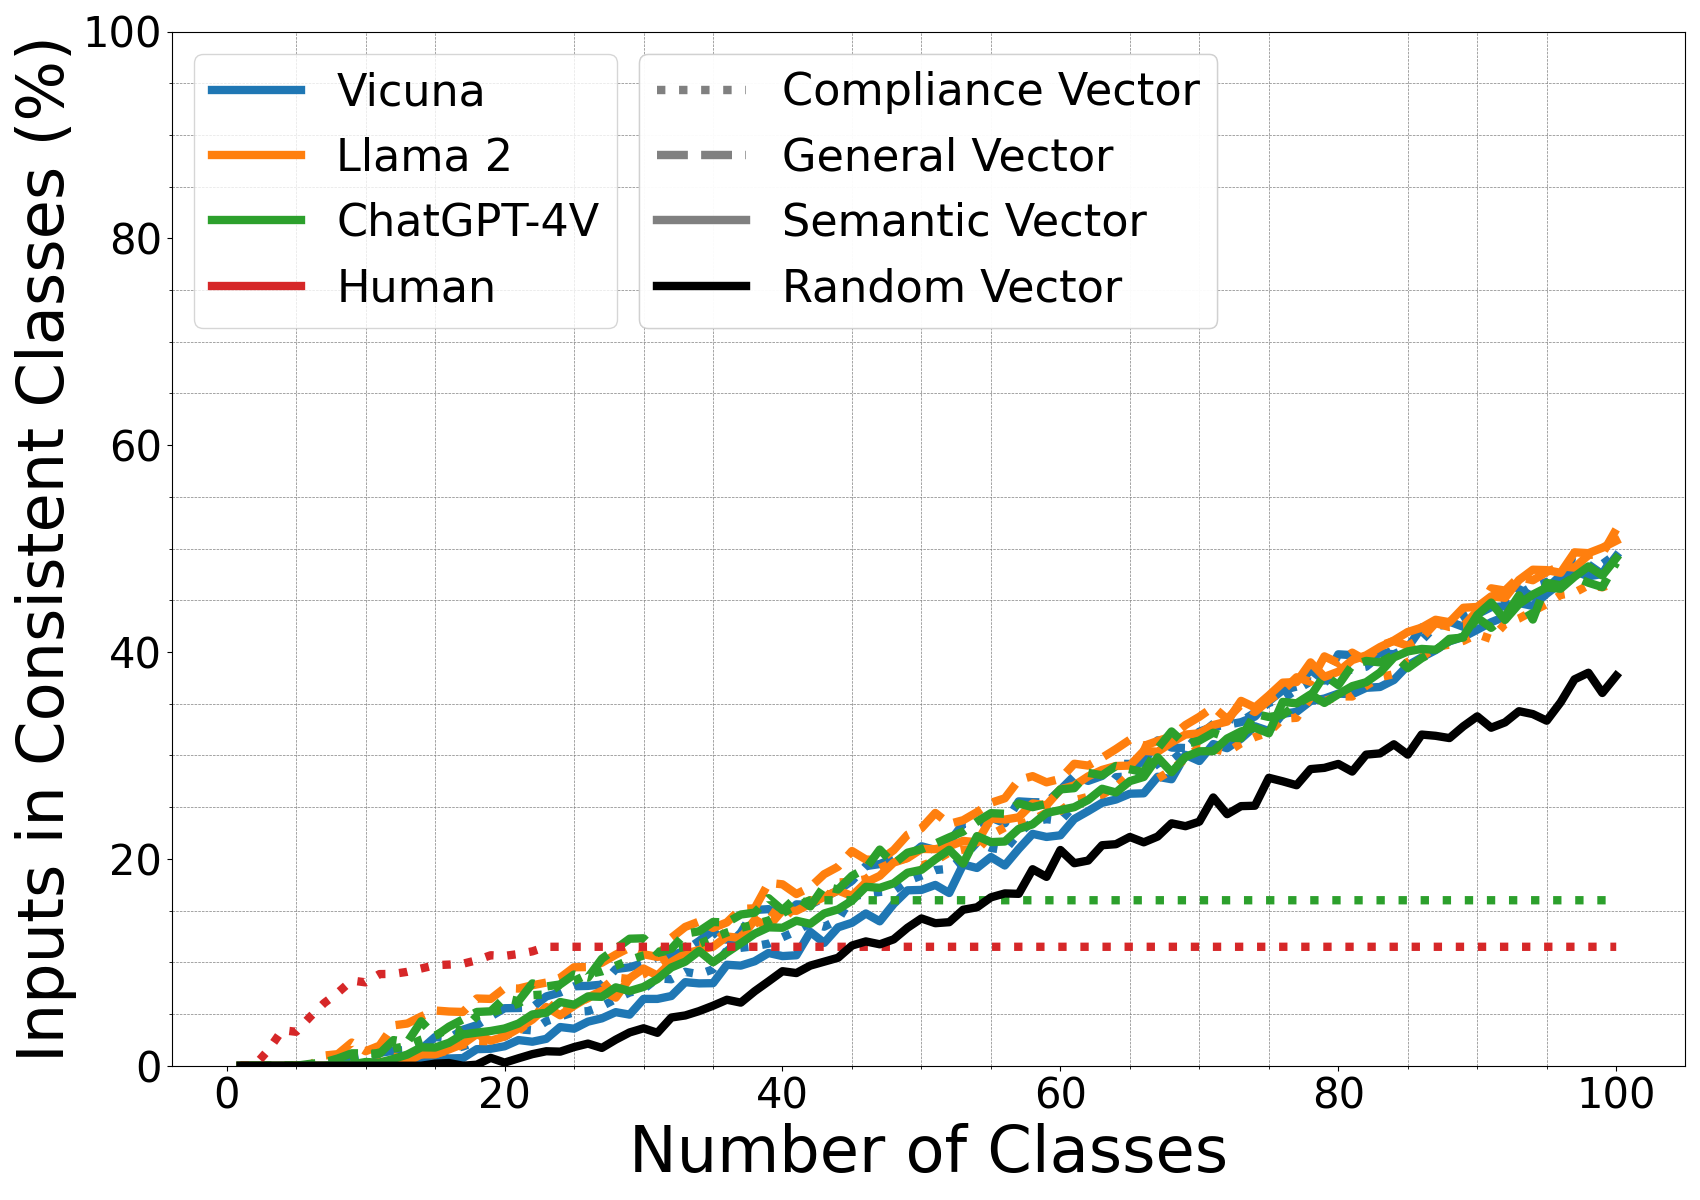 Inputs in Consistent Classes (%)
100
80
60
40
20
0
Vicuna
Llama 2
ChatGPT-4V
Human
Compliance Vector
General Vector
Semantic Vector
Random Vector
0 20 40 60 80 100
Number of Classes